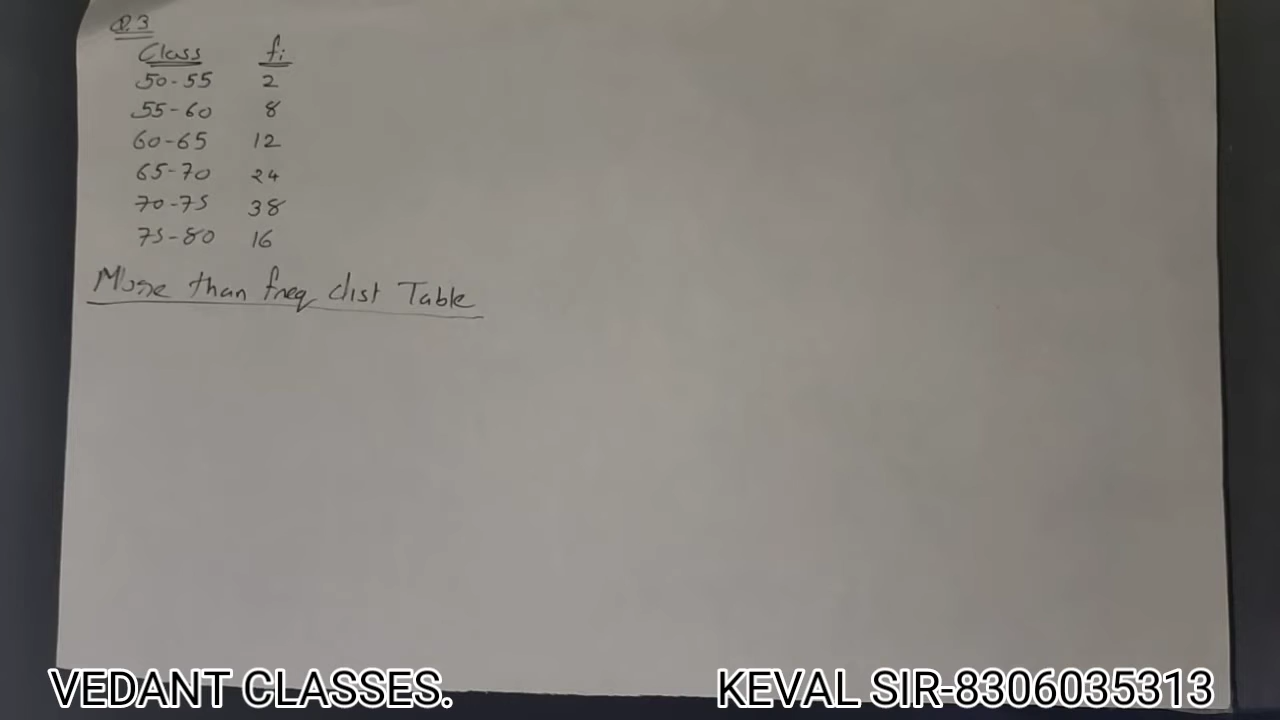 Q.3
Class fi
50-55 2
55-60 8
60-65 12
65-70 24
70-75 38
75-80 16
More than freq dist Table
VEDANT CLASSES. KEVAL SIR-8306035313